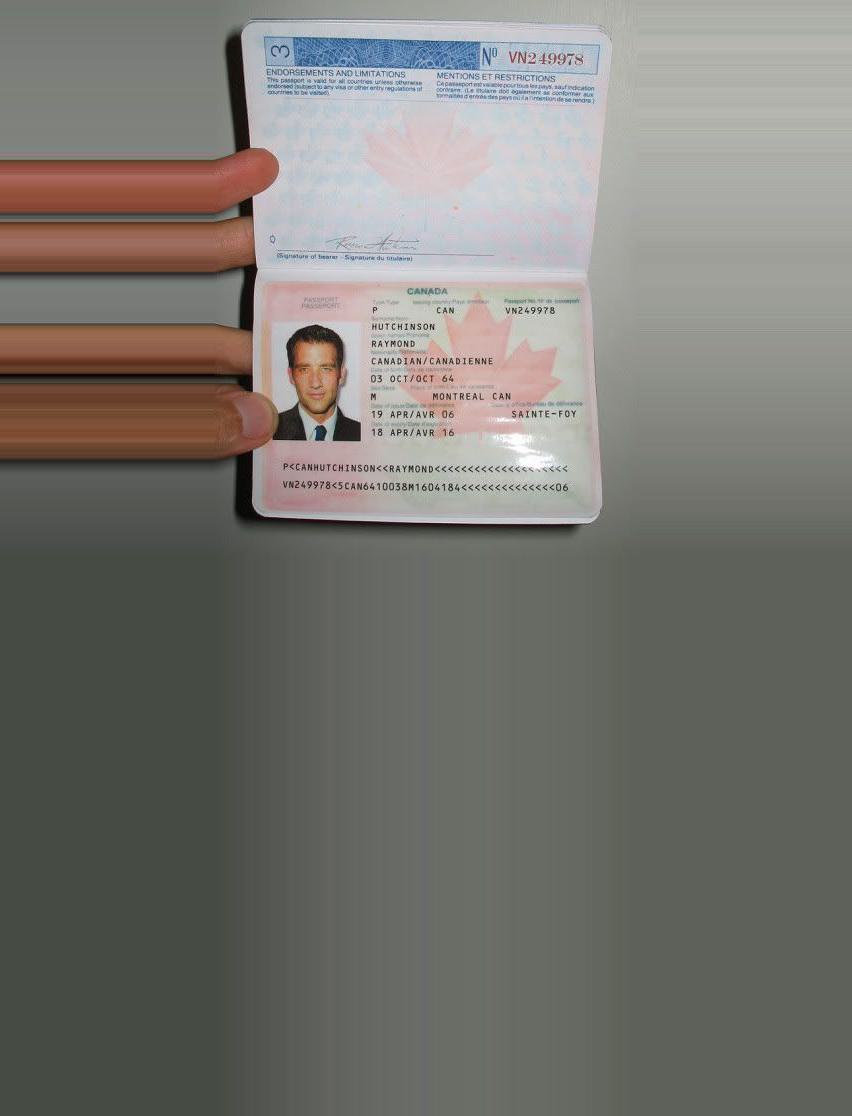 3
Nº VN249978
ENDORSEMENTS AND LIMITATIONS
This passport is valid for all countries unless otherwise
endorsed (subject to any visa or other entry regulations of
countries to be visited).
MENTIONS ET RESTRICTIONS
Ce passeport est valable pour tous les pays, sauf indication
contraire. (Le titulaire doit également se conformer aux
formalités d'entrée des pays où il a l'intention de se rendre.)
(Signature of bearer - Signature du titulaire)
CANADA
PASSPORT
PASSEPORT
Type/Type Issuing Country/Pays émetteur Passport No./Nº de passeport
P CAN VN249978
Surname/Nom
HUTCHINSON
Given names/Prénoms
RAYMOND
Nationality/Nationalité
CANADIAN/CANADIENNE
Date of birth/Date de naissance
03 OCT/OCT 64
Sex/Sexe Place of birth/Lieu de naissance
M MONTREAL CAN
Date of issue/Date de délivrance office/Bureau de délivrance
19 APR/AVR 06 SAINTE-FOY
Date of expiry/Date d'expiration
18 APR/AVR 16
P<CANHUTCHINSON<<RAYMOND<<<<<<<<<<<<<<<<<<<<
VN249978<5CAN6410038M1604184<<<<<<<<<<<<<<06